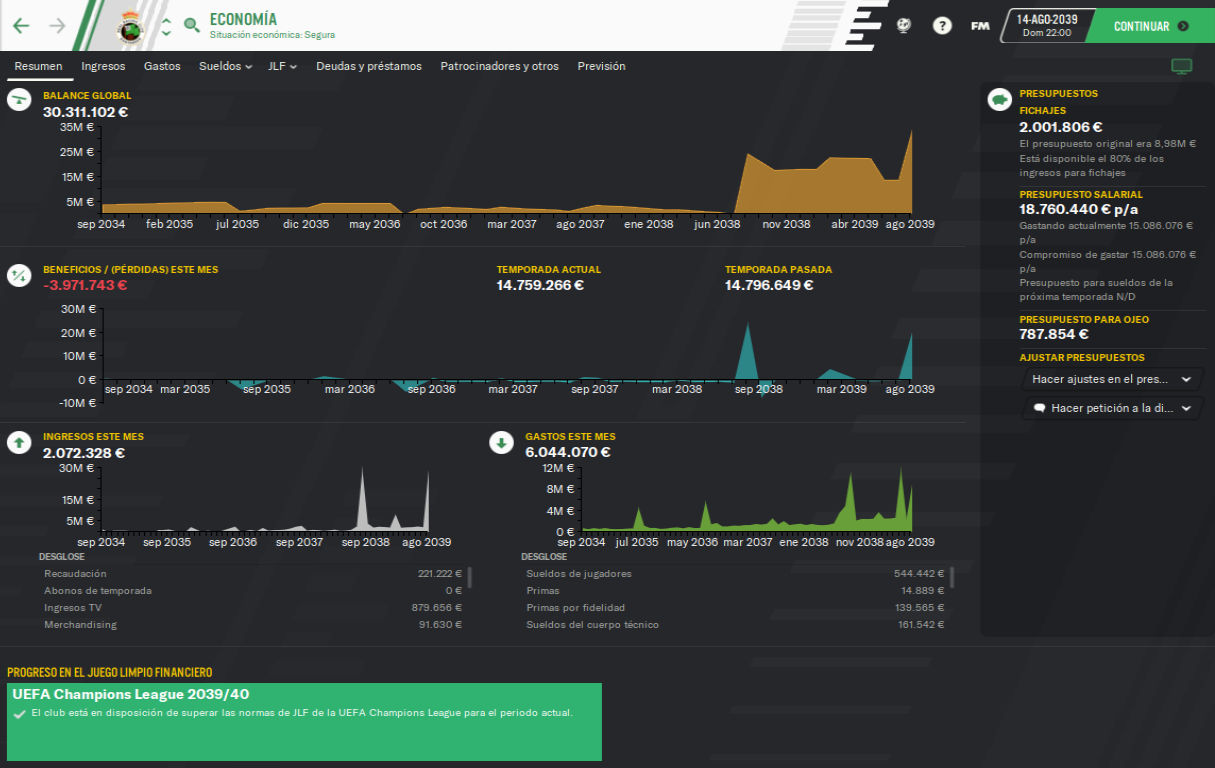 ECONOMÍA
Situación económica: Segura
?
FM
14-AGO-2039
Dom 22:00
CONTINUAR
Resumen
Ingresos
Gastos
Sueldos
JLF
Deudas y préstamos
Patrocinadores y otros
Previsión
BALANCE GLOBAL
30.311.102 €
35M €
25M €
15M €
5M €
sep 2034
feb 2035
jul 2035
dic 2035
may 2036
oct 2036
mar 2037
ago 2037
ene 2038
jun 2038
nov 2038
abr 2039
ago 2039
BENEFICIOS / (PÉRDIDAS) ESTE MES
-3.971.743 €
TEMPORADA ACTUAL
14.759.266 €
TEMPORADA PASADA
14.796.649 €
30M €
20M €
10M €
0 €
-10M €
sep 2034
mar 2035
sep 2035
mar 2036
sep 2036
mar 2037
sep 2037
mar 2038
sep 2038
mar 2039
ago 2039
INGRESOS ESTE MES
2.072.328 €
30M €
15M €
5M €
sep 2034
sep 2035
sep 2036
sep 2037
sep 2038
ago 2039
DESGLOSE
Recaudación
221.222 €
Abonos de temporada
0 €
Ingresos TV
879.656 €
Merchandising
91.630 €
GASTOS ESTE MES
6.044.070 €
12M €
8M €
4M €
0 €
sep 2034
jul 2035
may 2036
mar 2037
ene 2038
nov 2038
ago 2039
DESGLOSE
Sueldos de jugadores
544.442 €
Primas
14.889 €
Primas por fidelidad
139.565 €
Sueldos del cuerpo técnico
161.542 €
PRESUPUESTOS
FICHAJES
2.001.806 €
El presupuesto original era 8,98M €
Está disponible el 80% de los
ingresos para fichajes
PRESUPUESTO SALARIAL
18.760.440 € p/a
Gastando actualmente 15.086.076 €
p/a
Compromiso de gastar 15.086.076 €
p/a
Presupuesto para sueldos de la
próxima temporada N/D
PRESUPUESTO PARA OJEO
787.854 €
AJUSTAR PRESUPUESTOS
Hacer ajustes en el pres...
Hacer petición a la di...
PROGRESO EN EL JUEGO LIMPIO FINANCIERO
UEFA Champions League 2039/40
El club está en disposición de superar las normas de JLF de la UEFA Champions League para el periodo actual.